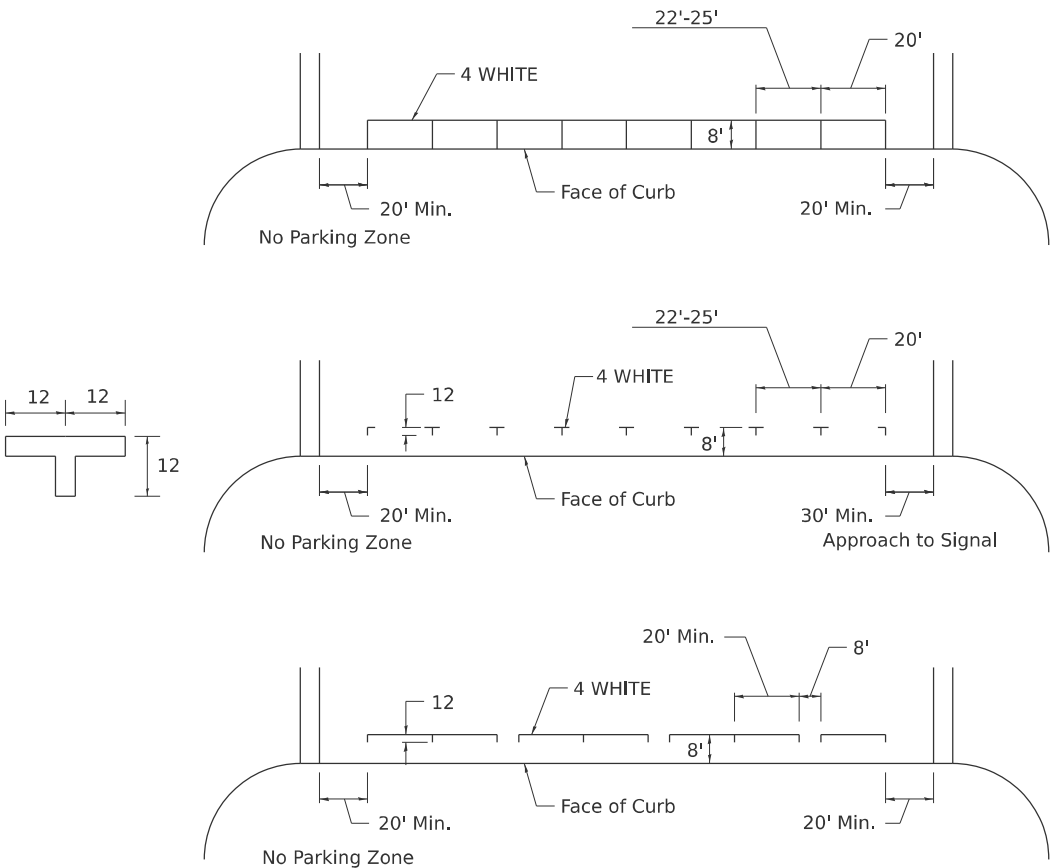 22'-25'
20'
4 WHITE
8'
Face of Curb
20' Min.
20' Min.
No Parking Zone
22'-25'
20'
4 WHITE
12
12 12
12
8'
Face of Curb
20' Min.
30' Min.
No Parking Zone
Approach to Signal
20' Min.
8'
4 WHITE
12
8'
Face of Curb
20' Min.
20' Min.
No Parking Zone